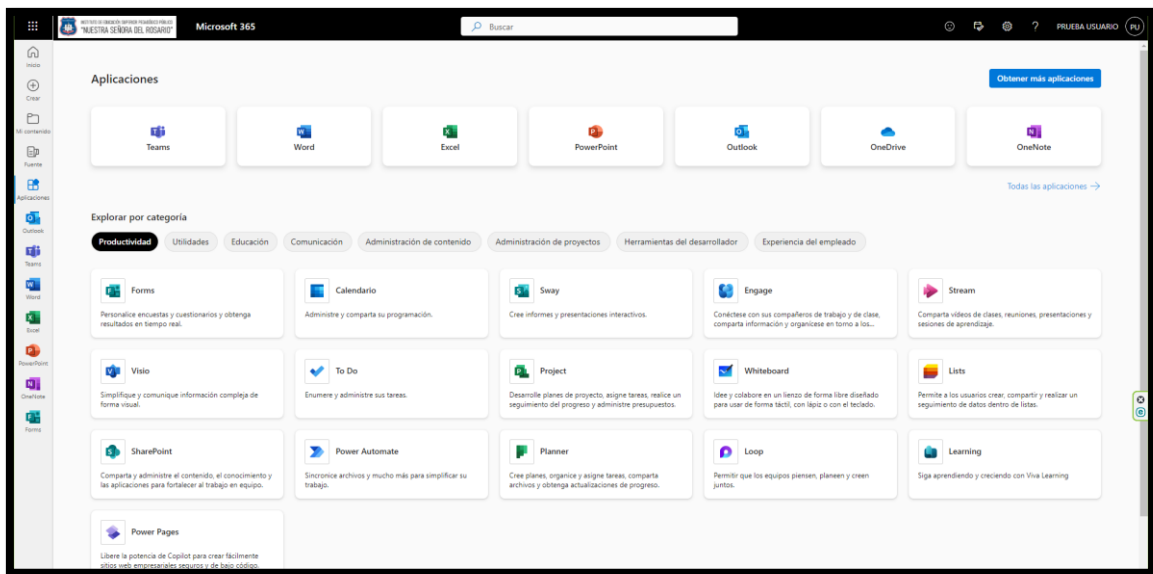 INSTITUTO DE EDUCACIÓN SUPERIOR PEDAGÓGICO PÚBLICO
"NUESTRA SEÑORA DEL ROSARIO"
Microsoft 365
Buscar
PRUEBA USUARIO
PU
Inicio
Crear
Mi contenido
Fuente
Aplicaciones
Outlook
Teams
Word
Excel
PowerPoint
OneNote
Forms
Aplicaciones
Obtener más aplicaciones
Teams
Word
Excel
PowerPoint
Outlook
OneDrive
OneNote
Todas las aplicaciones
Explorar por categoría
Productividad
Utilidades
Educación
Comunicación
Administración de contenido
Administración de proyectos
Herramientas del desarrollador
Experiencia del empleado
Forms
Personalice encuestas y cuestionarios y obtenga
resultados en tiempo real.
Calendario
Administre y comparta su programación.
Sway
Cree informes y presentaciones interactivos.
Engage
Conéctese con sus compañeros de trabajo y de clase,
comparta información y organícese en torno a los...
Stream
Comparta vídeos de clases, reuniones, presentaciones y
sesiones de aprendizaje.
Visio
Simplifique y comunique información compleja de
forma visual.
To Do
Enumere y administre sus tareas.
Project
Desarrolle planes de proyecto, asigne tareas, realice un
seguimiento del progreso y administre presupuestos.
Whiteboard
Idee y colabore en un lienzo de forma libre diseñado
para usar de forma táctil, con lápiz o con el teclado.
Lists
Permite a los usuarios crear, compartir y realizar un
seguimiento de datos dentro de listas.
SharePoint
Comparta y administre el contenido, el conocimiento y
las aplicaciones para fortalecer al trabajo en equipo.
Power Automate
Sincronice archivos y mucho más para simplificar su
trabajo.
Planner
Cree planes, organice y asigne tareas, comparta
archivos y obtenga actualizaciones de progreso.
Loop
Permitir que los equipos piensen, planeen y creen
juntos.
Learning
Siga aprendiendo y creciendo con Viva Learning
Power Pages
Libere la potencia de Copilot para crear fácilmente
sitios web empresariales seguros y de bajo código.